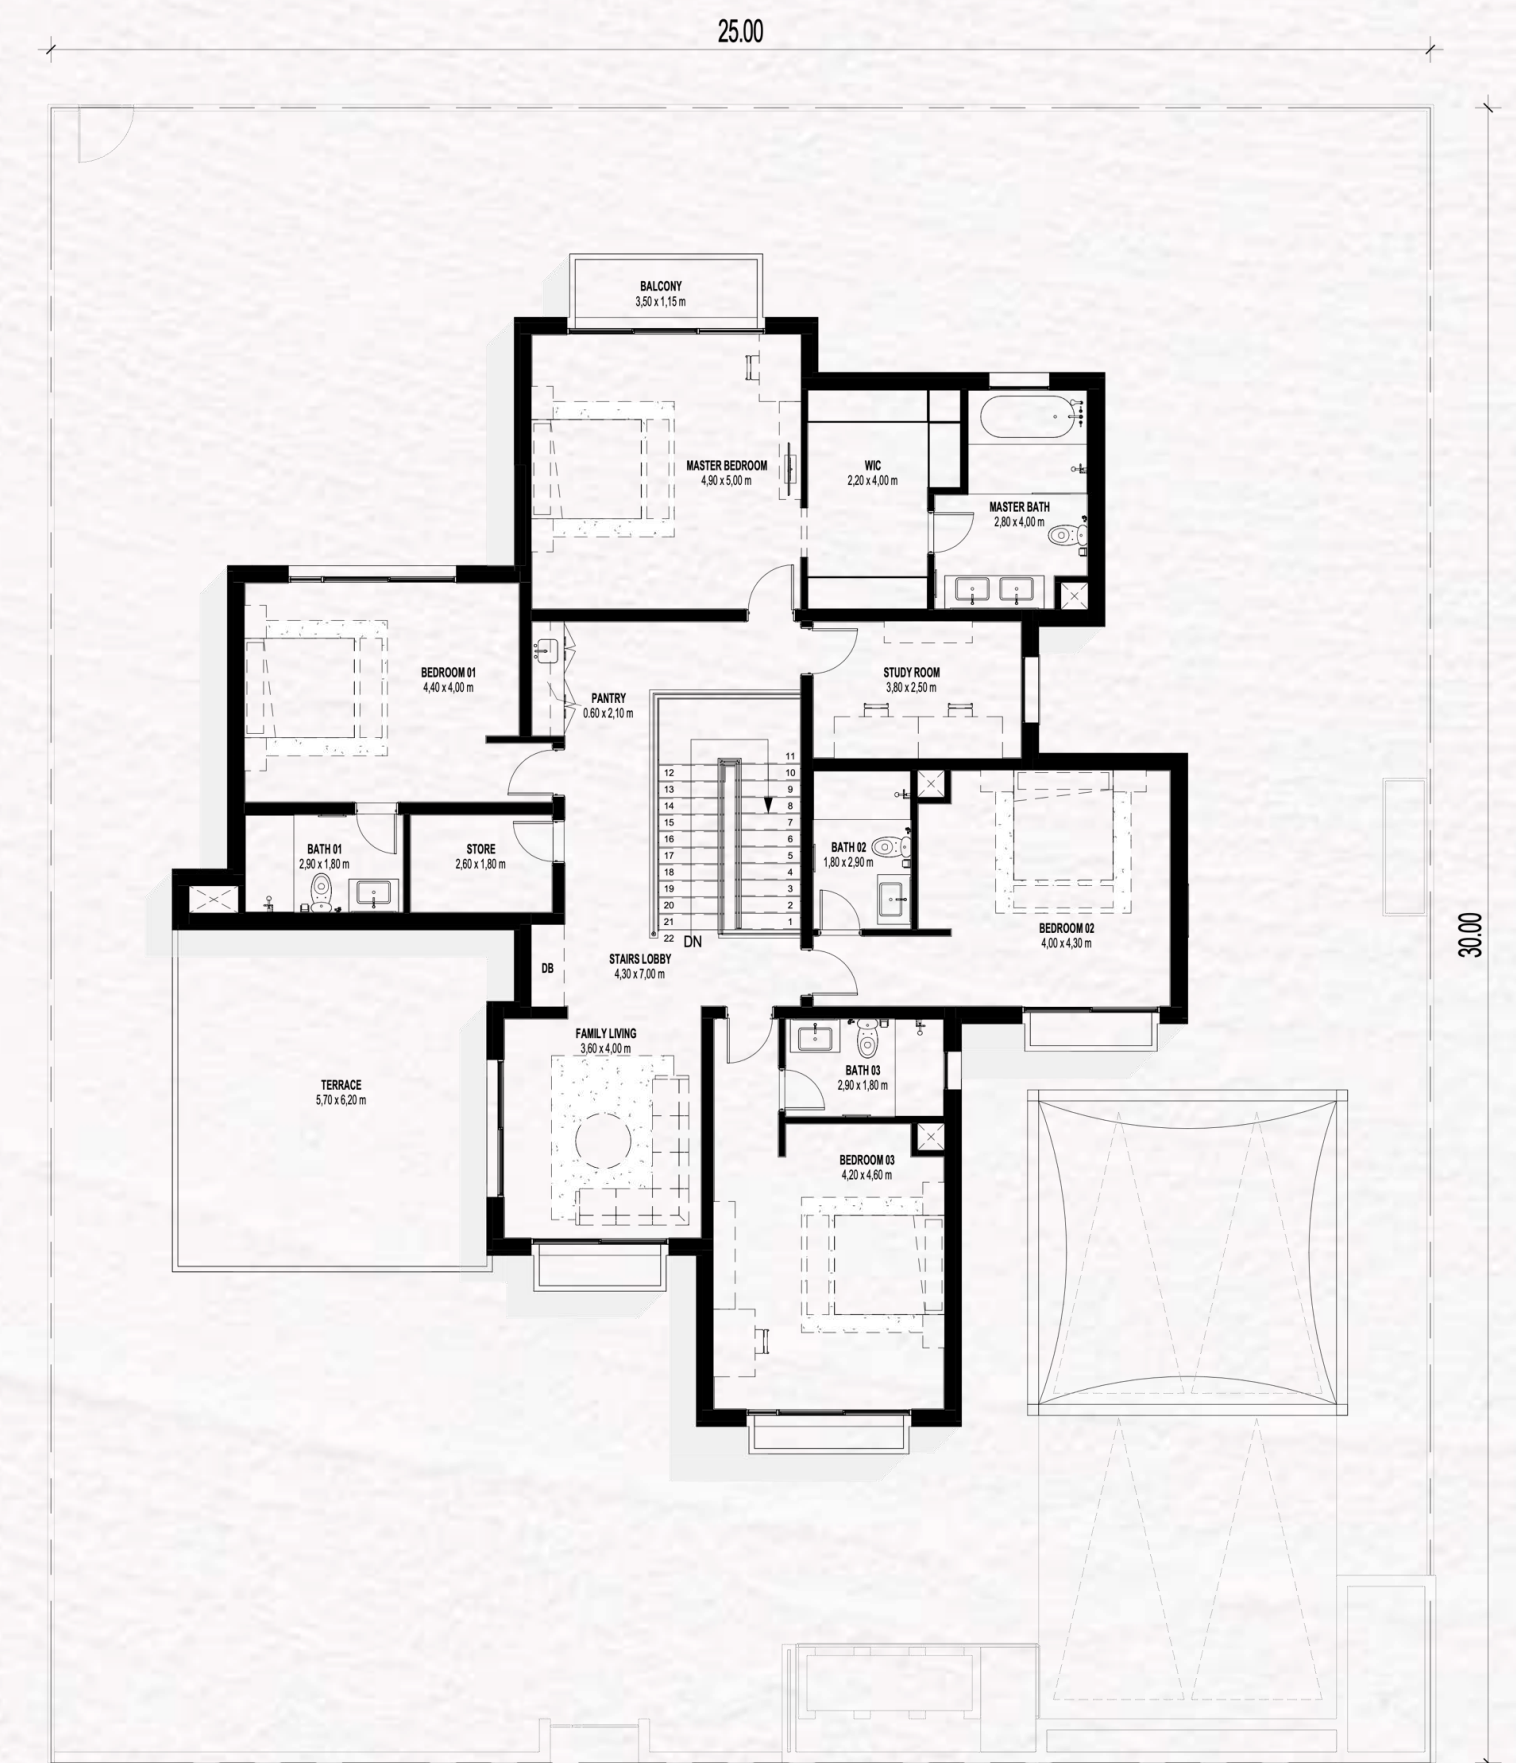 25.00
BALCONY
3,50 x 1,15 m
MASTER BEDROOM
4,90 x 5,00 m
WIC
2,20 x 4,00 m
MASTER BATH
2,80 x 4,00 m
BEDROOM 01
4,40 x 4,00 m
PANTRY
0.60 x 2,10 m
STUDY ROOM
3,80 x 2,50 m
11
12
10
13
9
14
8
15
7
16
6
17
5
18
4
19
3
20
2
21
1
22
DN
BATH 01
2,90 x 1,80 m
STORE
2,60 x 1,80 m
BATH 02
1,80 x 2,90 m
BEDROOM 02
4,00 x 4,30 m
30.00
STAIRS LOBBY
4,30 x 7,00 m
DB
FAMILY LIVING
3,60 x 4,00 m
BATH 03
2,90 x 1,80 m
TERRACE
5,70 x 6,20 m
BEDROOM 03
4,20 x 4,60 m